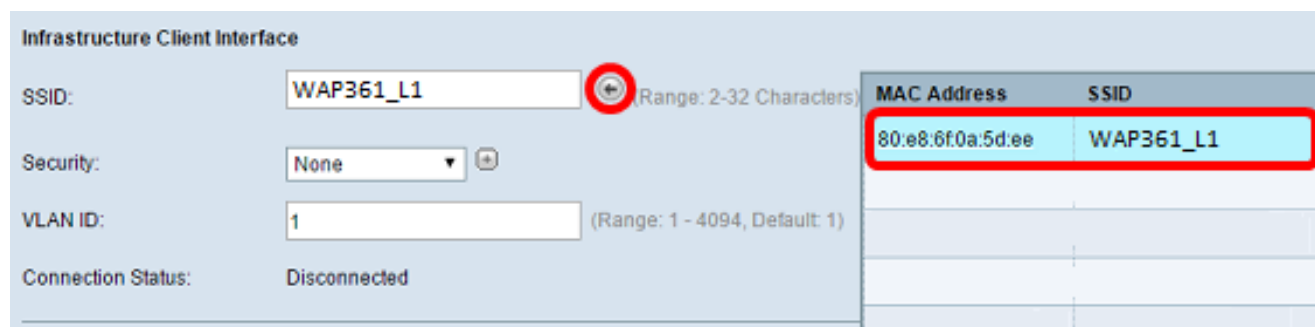 Infrastructure Client Interface
SSID: WAP361_L1 (Range: 2-32 Characters)
MAC Address SSID
80:e8:6f:0a:5d:ee WAP361_L1
Security: None
VLAN ID: 1 (Range: 1 - 4094, Default: 1)
Connection Status: Disconnected